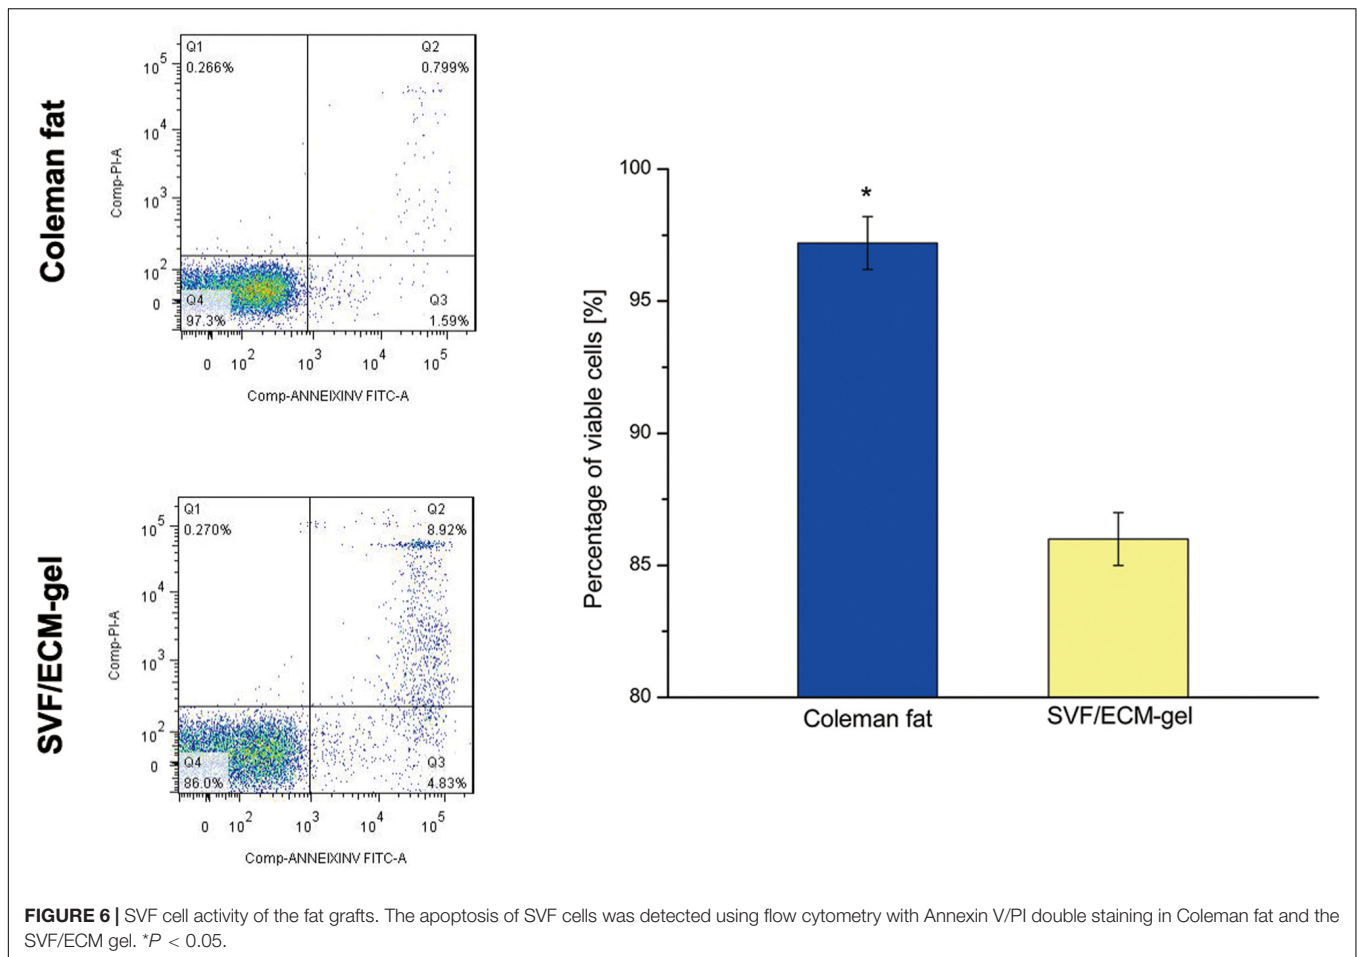 Coleman fat
Q1
0.266%
Q2
0.799%
10^5
10^4
10^3
10^2
0
Comp-PI-A
Q4
97.3%
Q3
1.59%
0 10^2 10^3 10^4 10^5
Comp-ANNEIXINV FITC-A
SVF/ECM-gel
Q1
0.270%
Q2
8.92%
10^5
10^4
10^3
10^2
0
Comp-PI-A
Q4
86.0%
Q3
4.83%
0 10^2 10^3 10^4 10^5
Comp-ANNEIXINV FITC-A
Percentage of viable cells [%]
100
95
90
85
80
*
Coleman fat SVF/ECM-gel
FIGURE 6 | SVF cell activity of the fat grafts. The apoptosis of SVF cells was detected using flow cytometry with Annexin V/PI double staining in Coleman fat and the
SVF/ECM gel. *P < 0.05.